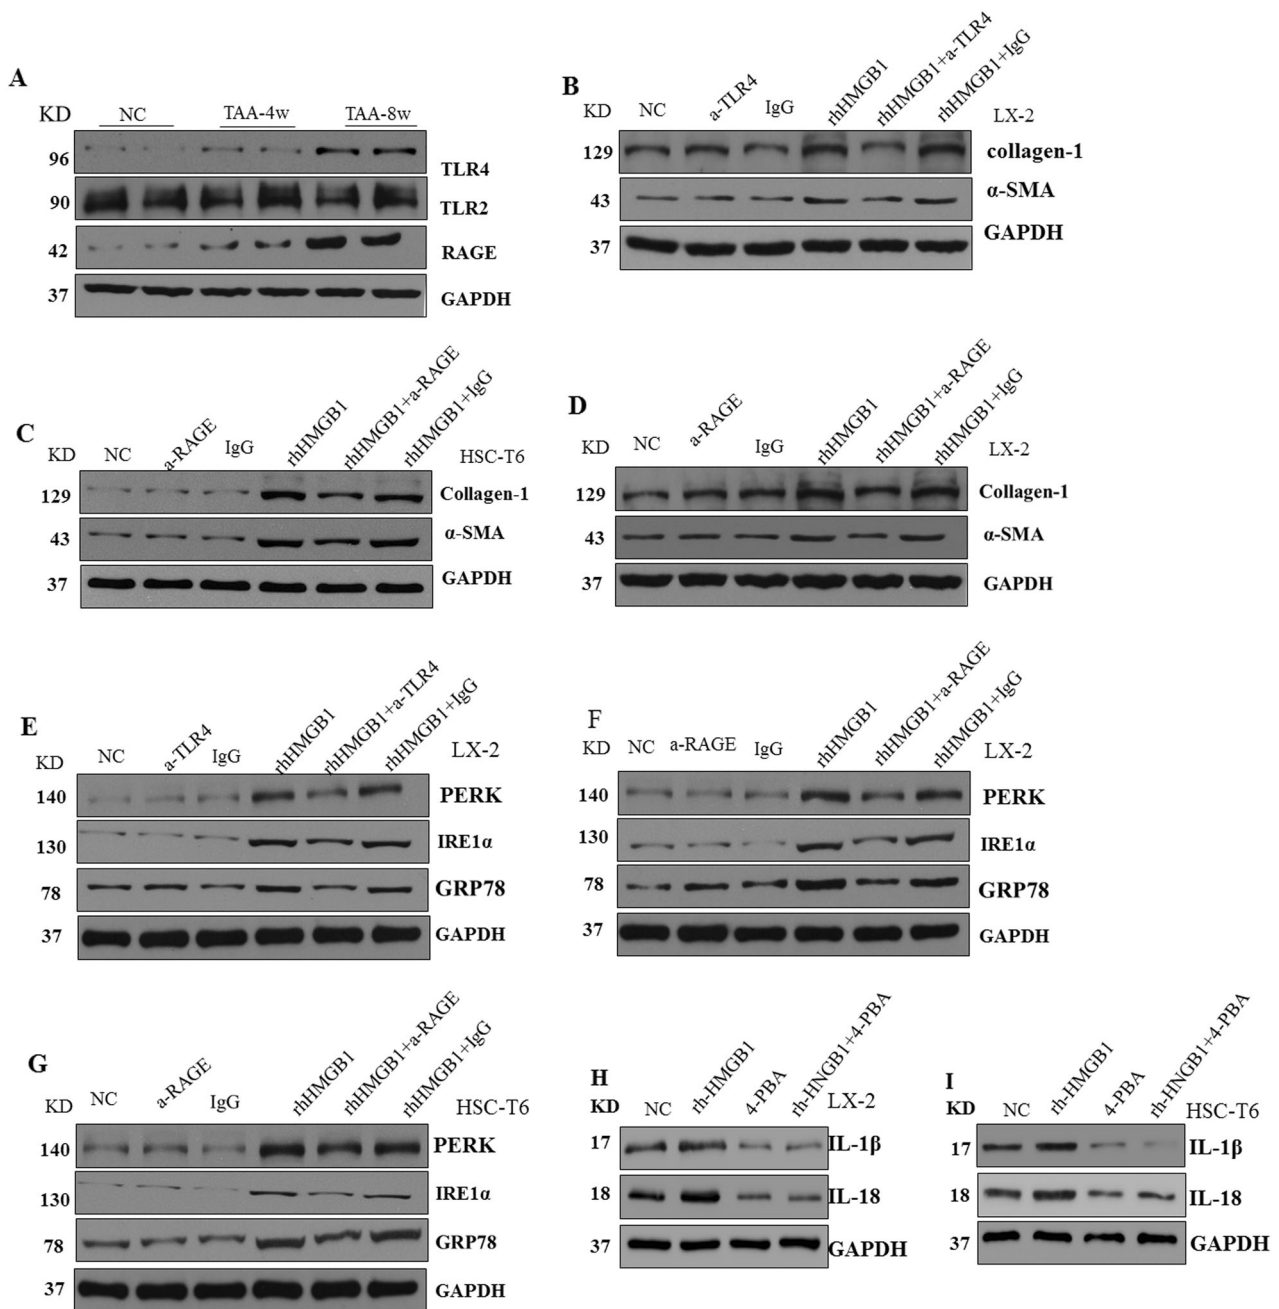 A
KD
NC
TAA-4w
TAA-8w
96
TLR4
90
TLR2
42
RAGE
37
GAPDH
B
KD
NC
a-TLR4
IgG
rhHMGB1
rhHMGB1+a-TLR4
rhHMGB1+IgG
LX-2
129
collagen-1
43
α-SMA
37
GAPDH
C
KD
NC
a-RAGE
IgG
rhHMGB1
rhHMGB1+a-RAGE
rhHMGB1+IgG
HSC-T6
129
Collagen-1
43
α-SMA
37
GAPDH
D
KD
NC
a-RAGE
IgG
rhHMGB1
rhHMGB1+a-RAGE
rhHMGB1+IgG
LX-2
129
Collagen-1
43
α-SMA
37
GAPDH
E
KD
NC
a-TLR4
IgG
rhHMGB1
rhHMGB1+a-TLR4
rhHMGB1+IgG
LX-2
140
PERK
130
IRE1α
78
GRP78
37
GAPDH
F
KD
NC
a-RAGE
IgG
rhHMGB1
rhHMGB1+a-RAGE
rhHMGB1+IgG
LX-2
140
PERK
130
IRE1α
78
GRP78
37
GAPDH
G
KD
NC
a-RAGE
IgG
rhHMGB1
rhHMGB1+a-RAGE
rhHMGB1+IgG
HSC-T6
140
PERK
130
IRE1α
78
GRP78
37
GAPDH
H
KD
NC
rh-HMGB1
4-PBA
rh-HNGB1+4-PBA
LX-2
17
IL-1β
18
IL-18
37
GAPDH
I
KD
NC
rh-HMGB1
4-PBA
rh-HNGB1+4-PBA
HSC-T6
17
IL-1β
18
IL-18
37
GAPDH